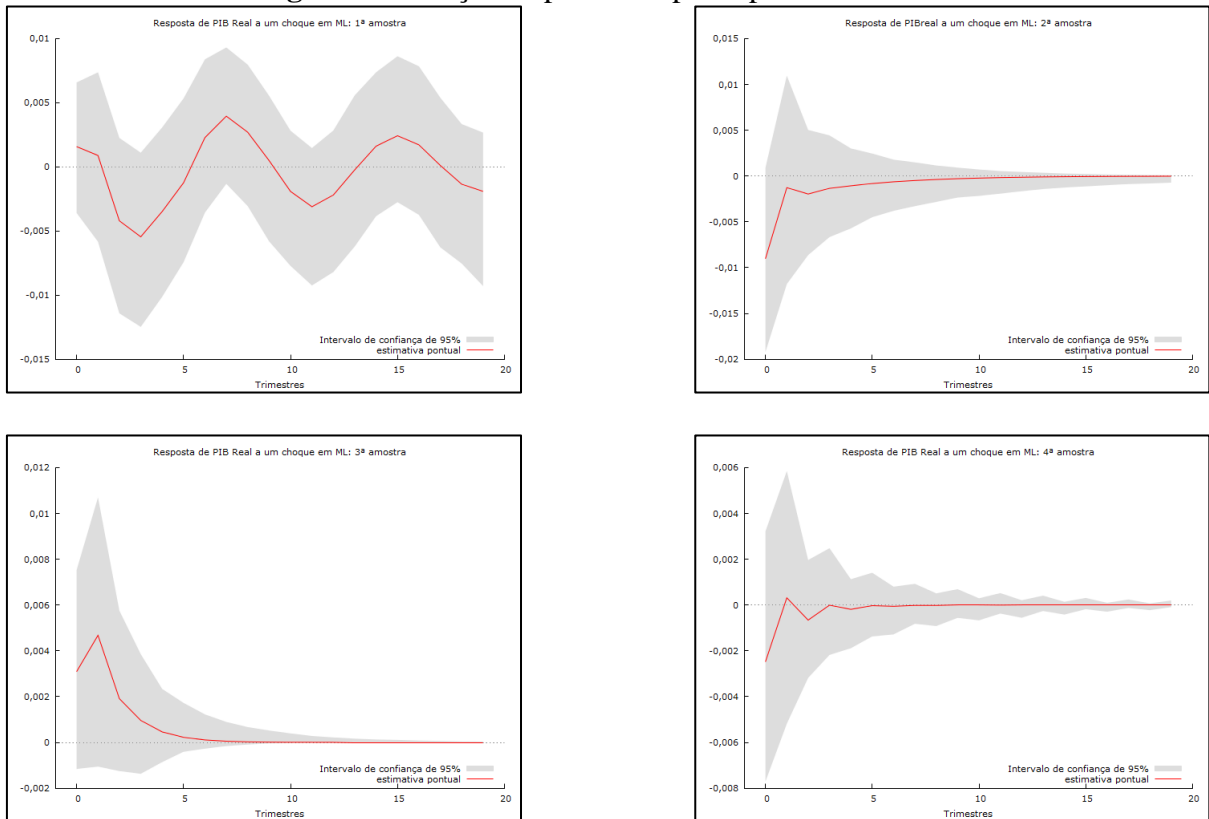 Resposta de PIB Real a um choque em ML: 1ª amostra
0,01
0,005
0
-0,005
-0,01
-0,015
Intervalo de confiança de 95%
estimativa pontual
0 5 10 15 20
Trimestres
Resposta de PIBreal a um choque em ML: 2ª amostra
0,015
0,01
0,005
0
-0,005
-0,01
-0,015
-0,02
Intervalo de confiança de 95%
estimativa pontual
0 5 10 15 20
Trimestres
Resposta de PIB Real a um choque em ML: 3ª amostra
0,012
0,01
0,008
0,006
0,004
0,002
0
-0,002
Intervalo de confiança de 95%
estimativa pontual
0 5 10 15 20
Trimestres
Resposta de PIB Real a um choque em ML: 4ª amostra
0,006
0,004
0,002
0
-0,002
-0,004
-0,006
-0,008
Intervalo de confiança de 95%
estimativa pontual
0 5 10 15 20
Trimestres